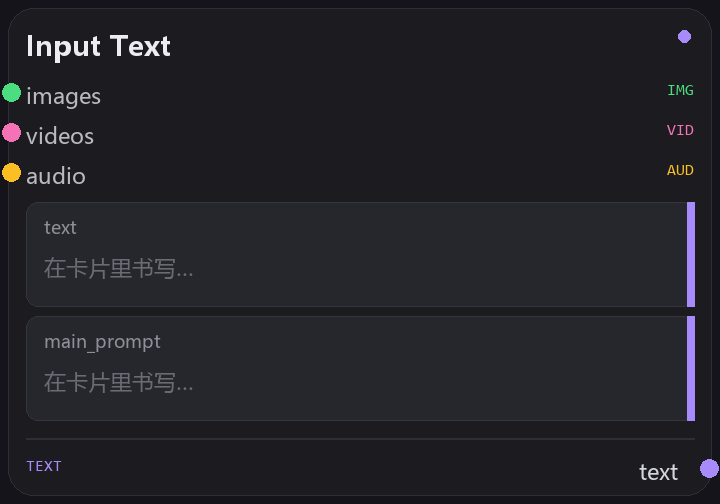 Input Text
images IMG
videos VID
audio AUD
text
在卡片里书写...
main_prompt
在卡片里书写...
TEXT text